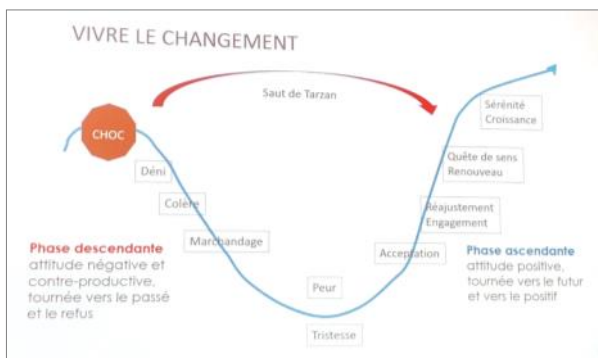 VIVRE LE CHANGEMENT
Saut de Tarzan
CHOC
Déni
Colère
Marchandage
Peur
Tristesse
Acceptation
Réajustement
Engagement
Quête de sens
Renouveau
Sérénité
Croissance
Phase descendante
attitude négative et
contre-productive,
tournée vers le passé
et le refus
Phase ascendante
attitude positive,
tournée vers le futur
et vers le positif